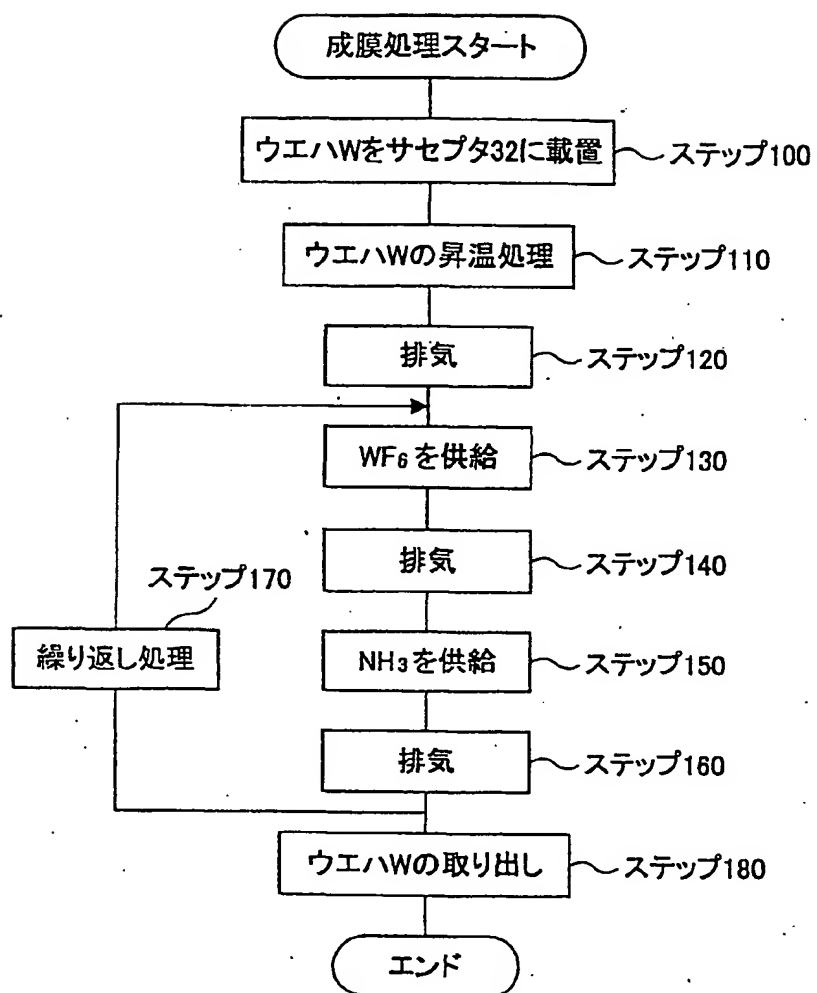 成膜処理スタート
ウエハWをサセプタ32に載置
ステップ100
ウエハWの昇温処理
ステップ110
排気
ステップ120
WF₆を供給
ステップ130
排気
ステップ140
ステップ170
繰り返し処理
NH₃を供給
ステップ150
排気
ステップ160
ウエハWの取り出し
ステップ180
エンド